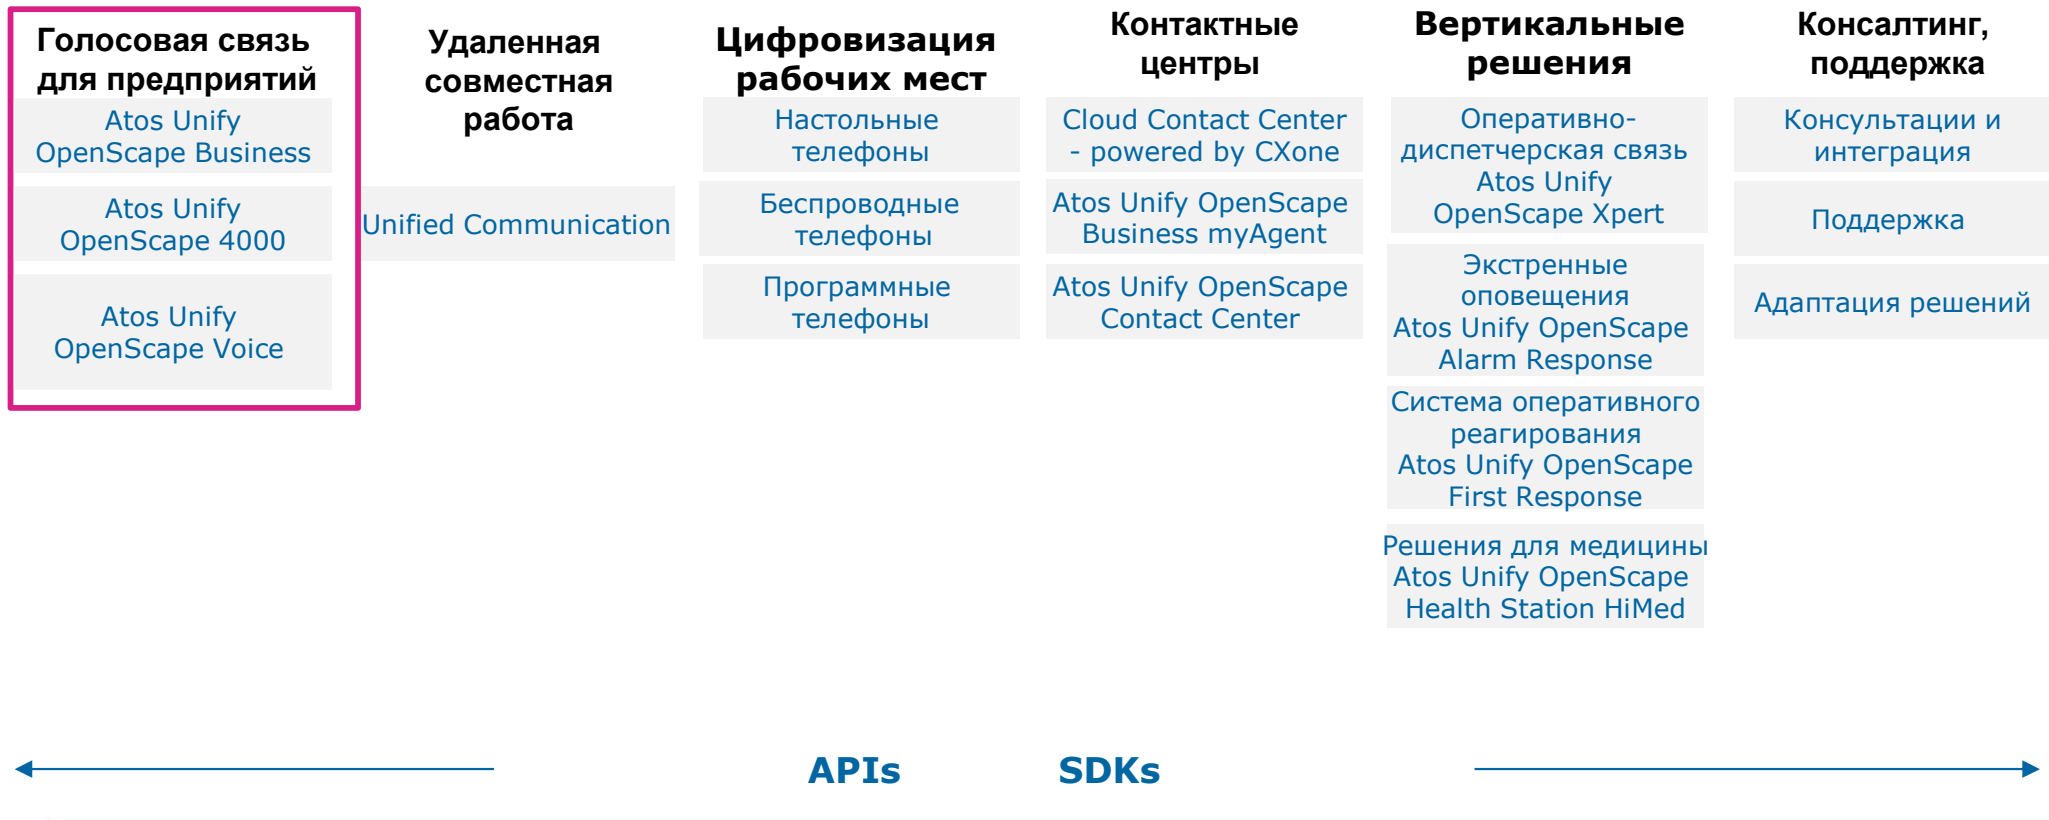 Голосовая связь
для предприятий
Atos Unify
OpenScape Business
Atos Unify
OpenScape 4000
Atos Unify
OpenScape Voice
Удаленная
совместная
работа
Unified Communication
Цифровизация
рабочих мест
Настольные
телефоны
Беспроводные
телефоны
Программные
телефоны
Контактные
центры
Cloud Contact Center
- powered by CXone
Atos Unify OpenScape
Business myAgent
Atos Unify OpenScape
Contact Center
Вертикальные
решения
Оперативно-
диспетчерская связь
Atos Unify
OpenScape Xpert
Экстренные
оповещения
Atos Unify OpenScape
Alarm Response
Система оперативного
реагирования
Atos Unify OpenScape
First Response
Решения для медицины
Atos Unify OpenScape
Health Station HiMed
Консалтинг,
поддержка
Консультации и
интеграция
Поддержка
Адаптация решений
APIs SDKs